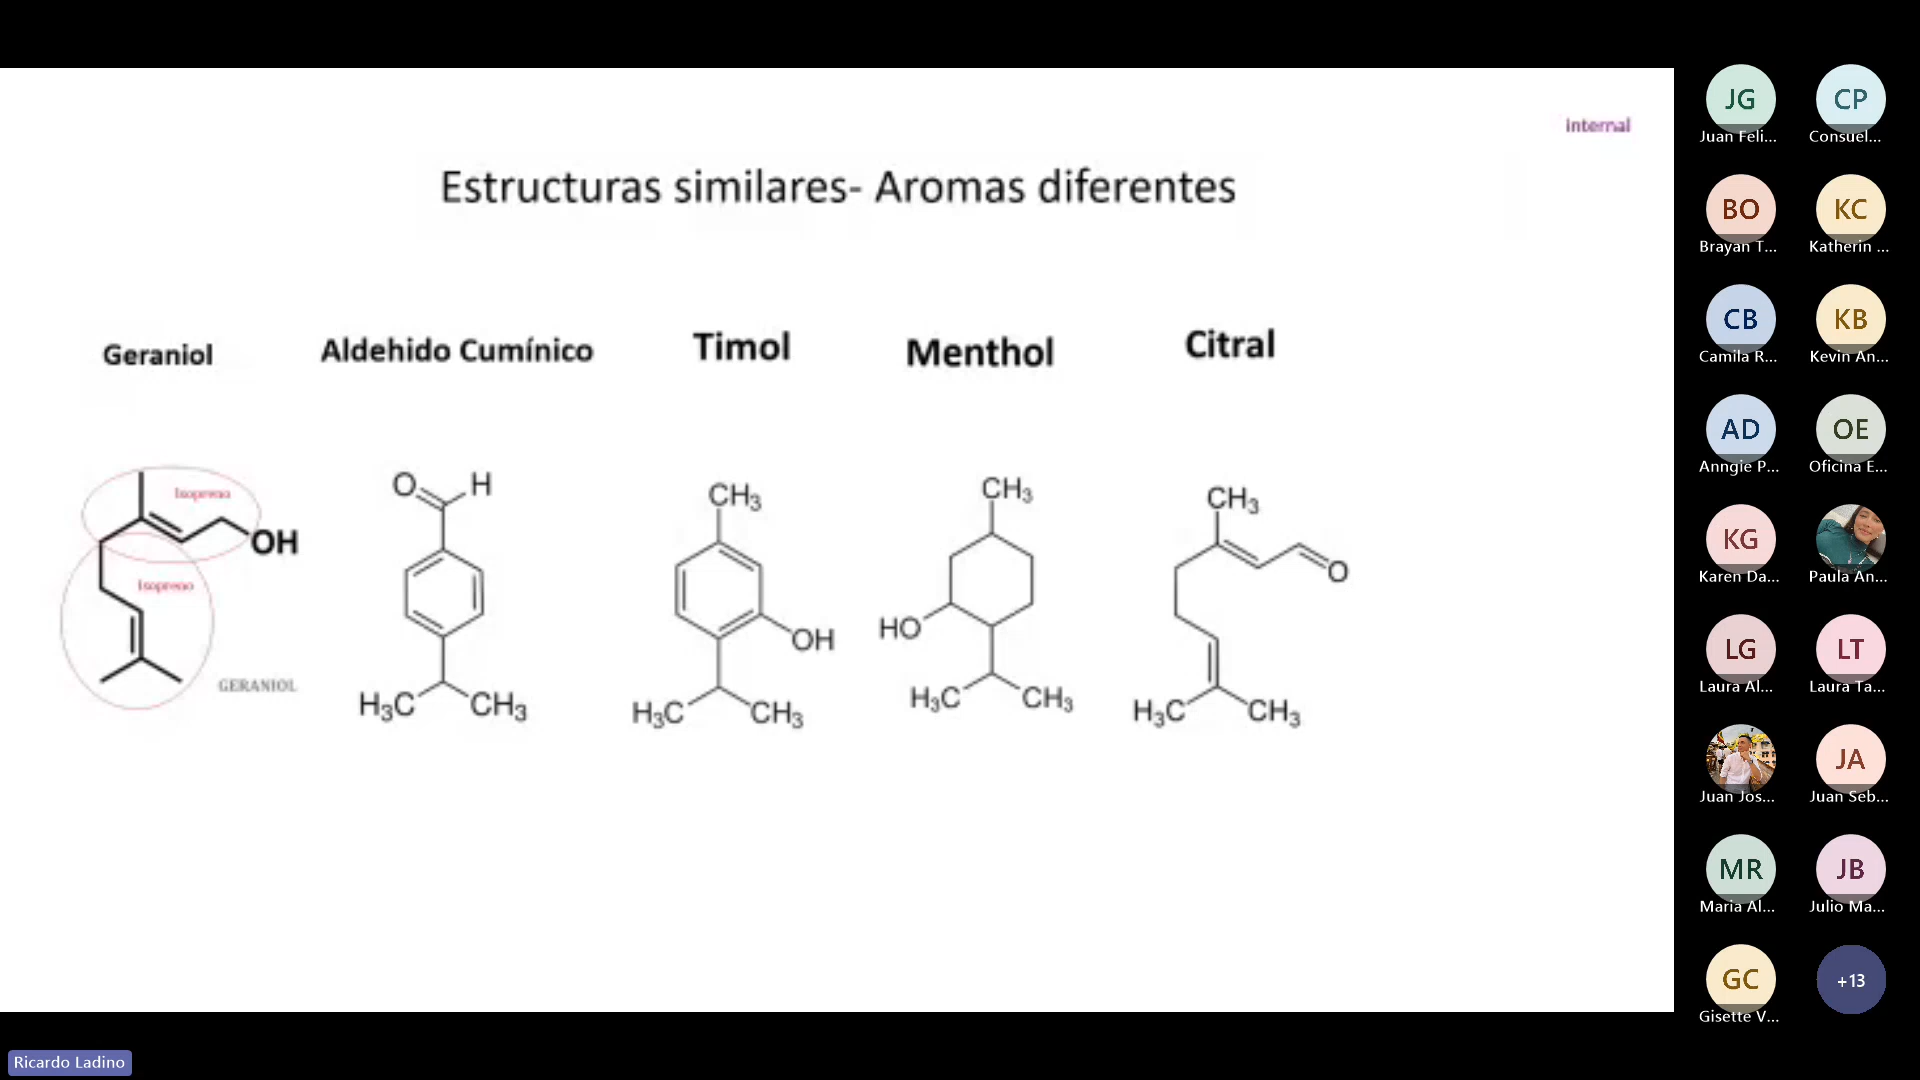 internal
Estructuras similares- Aromas diferentes
Geraniol
Aldehido Cumínico
Timol
Menthol
Citral
Isopreno
OH
Isopreno
GERANIOL
O
H
H₃C
CH₃
CH₃
OH
H₃C
CH₃
CH₃
HO
H₃C
CH₃
CH₃
O
H₃C
CH₃
JG
Juan Feli...
CP
Consuel...
BO
Brayan T...
KC
Katherin ...
CB
Camila R...
KB
Kevin An...
AD
Anngie P...
OE
Oficina E...
KG
Karen Da...
Paula An...
LG
Laura Al...
LT
Laura Ta...
Juan Jos...
JA
Juan Seb...
MR
Maria Al...
JB
Julio Ma...
GC
Gisette V...
+13
Ricardo Ladino